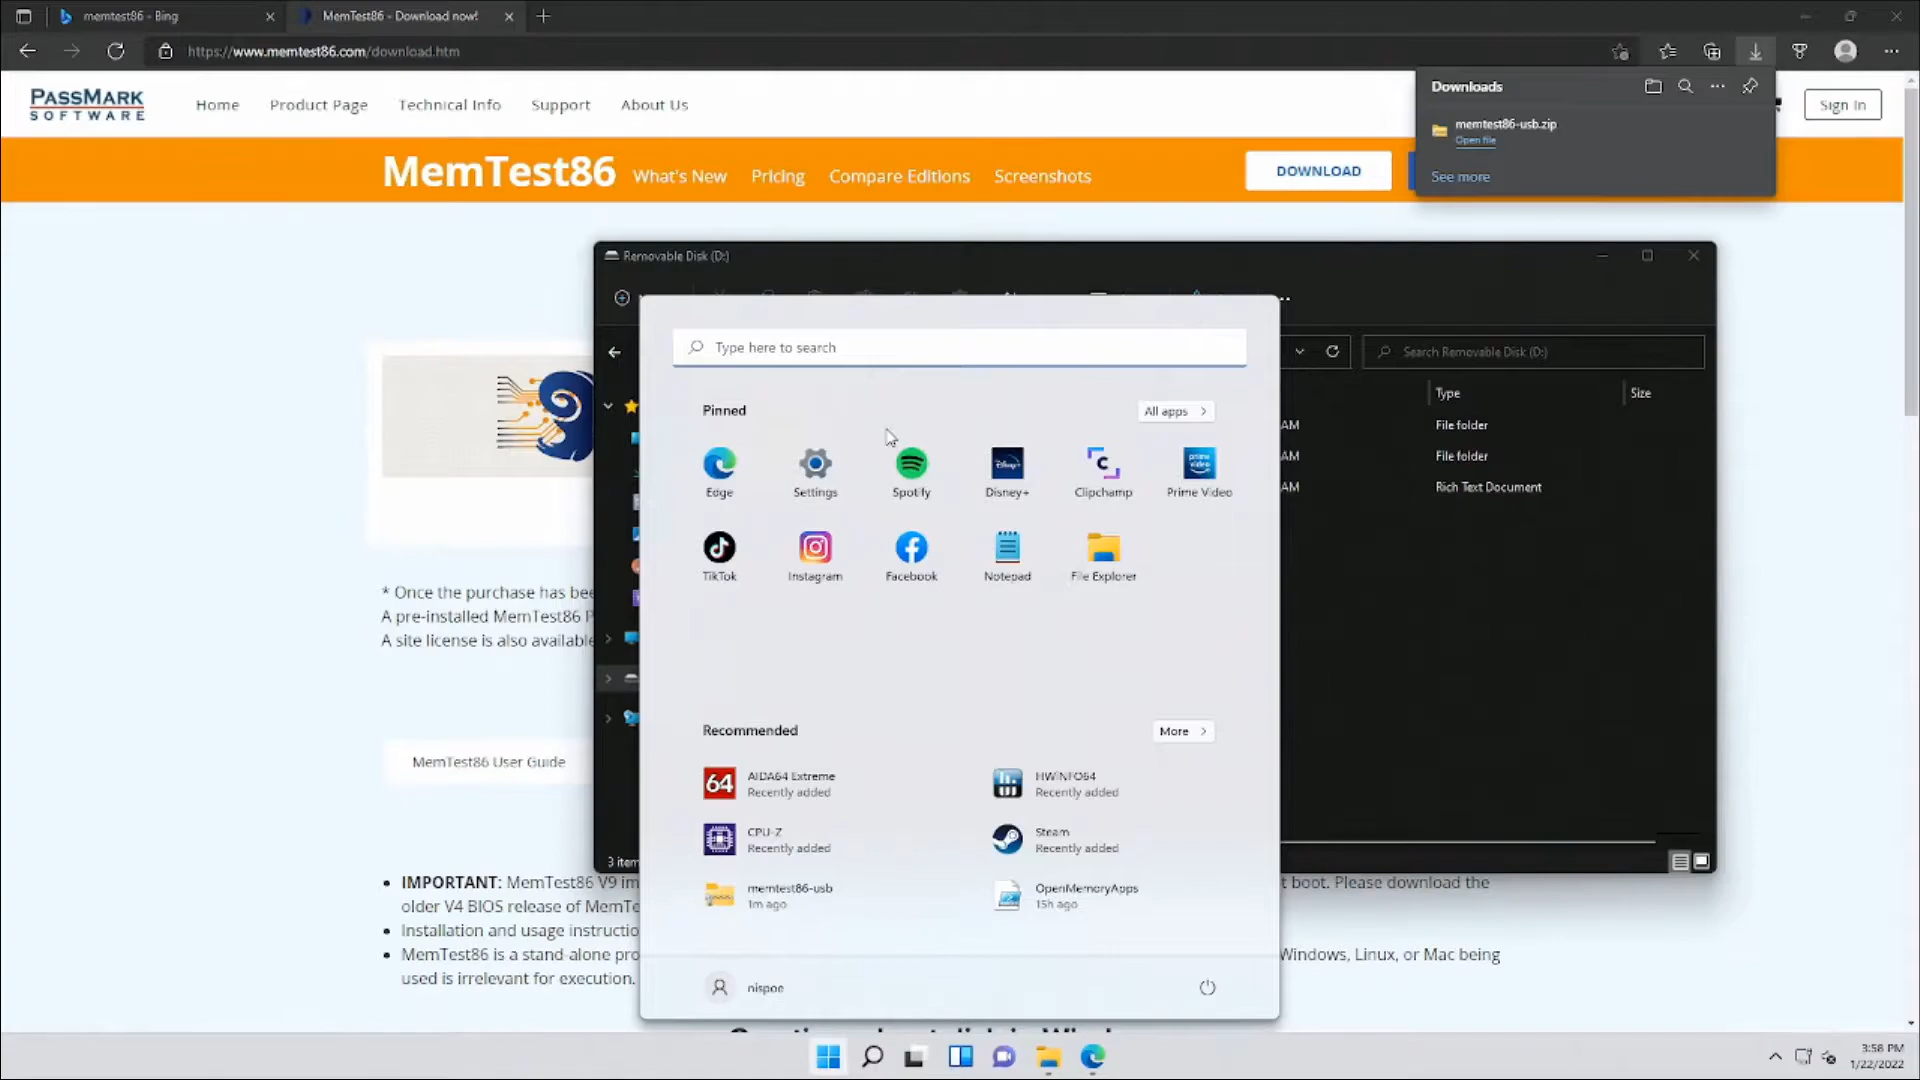 memtest86 - Bing
MemTest86 - Download now!
https://www.memtest86.com/download.htm
PASSMARK
SOFTWARE
Home
Product Page
Technical Info
Support
About Us
Sign In
Downloads
memtest86-usb.zip
Open file
See more
MemTest86
What's New
Pricing
Compare Editions
Screenshots
DOWNLOAD
Removable Disk (D:)
Search Removable Disk (D:)
Type
Size
AM
File folder
AM
File folder
AM
Rich Text Document
Type here to search
Pinned
All apps
Edge
Settings
Spotify
Disney+
Clipchamp
Prime Video
TikTok
Instagram
Facebook
Notepad
File Explorer
Recommended
More
AIDA64 Extreme
Recently added
HWiNFO64
Recently added
CPU-Z
Recently added
Steam
Recently added
memtest86-usb
1m ago
OpenMemoryApps
15h ago
nispoe
* Once the purchase has
A pre-installed MemTest86
A site license is also available
MemTest86 User Guide
3
IMPORTANT: MemTest86 V9
t boot. Please download the
older V4 BIOS release of
Installation and usage
MemTest86 is a stand-alone
Windows, Linux, or Mac being
used is irrelevant for execution.
3:58 PM
1/22/2022